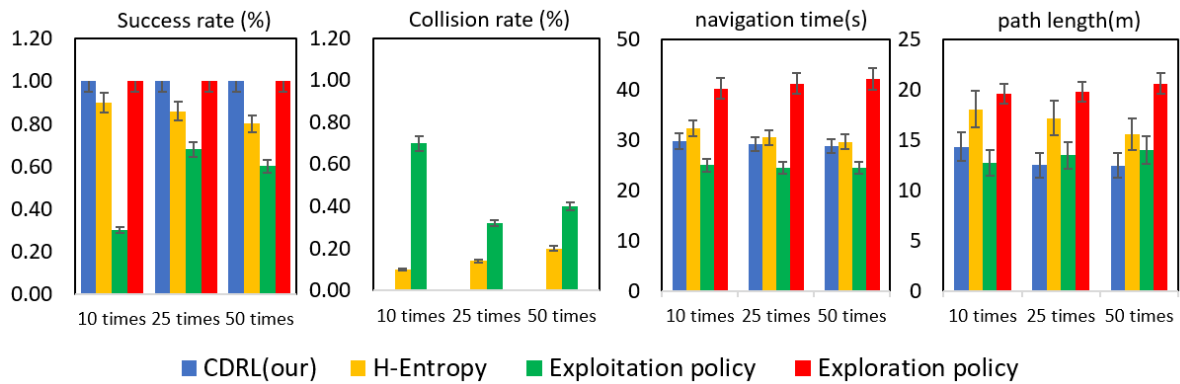 Success rate (%)
1.20
1.00
0.80
0.60
0.40
0.20
0.00
10 times 25 times 50 times
Collision rate (%)
1.20
1.00
0.80
0.60
0.40
0.20
0.00
10 times 25 times 50 times
navigation time(s)
50
40
30
20
10
0
10 times 25 times 50 times
path length(m)
25
20
15
10
5
0
10 times 25 times 50 times
CDRL(our) H-Entropy Exploitation policy Exploration policy